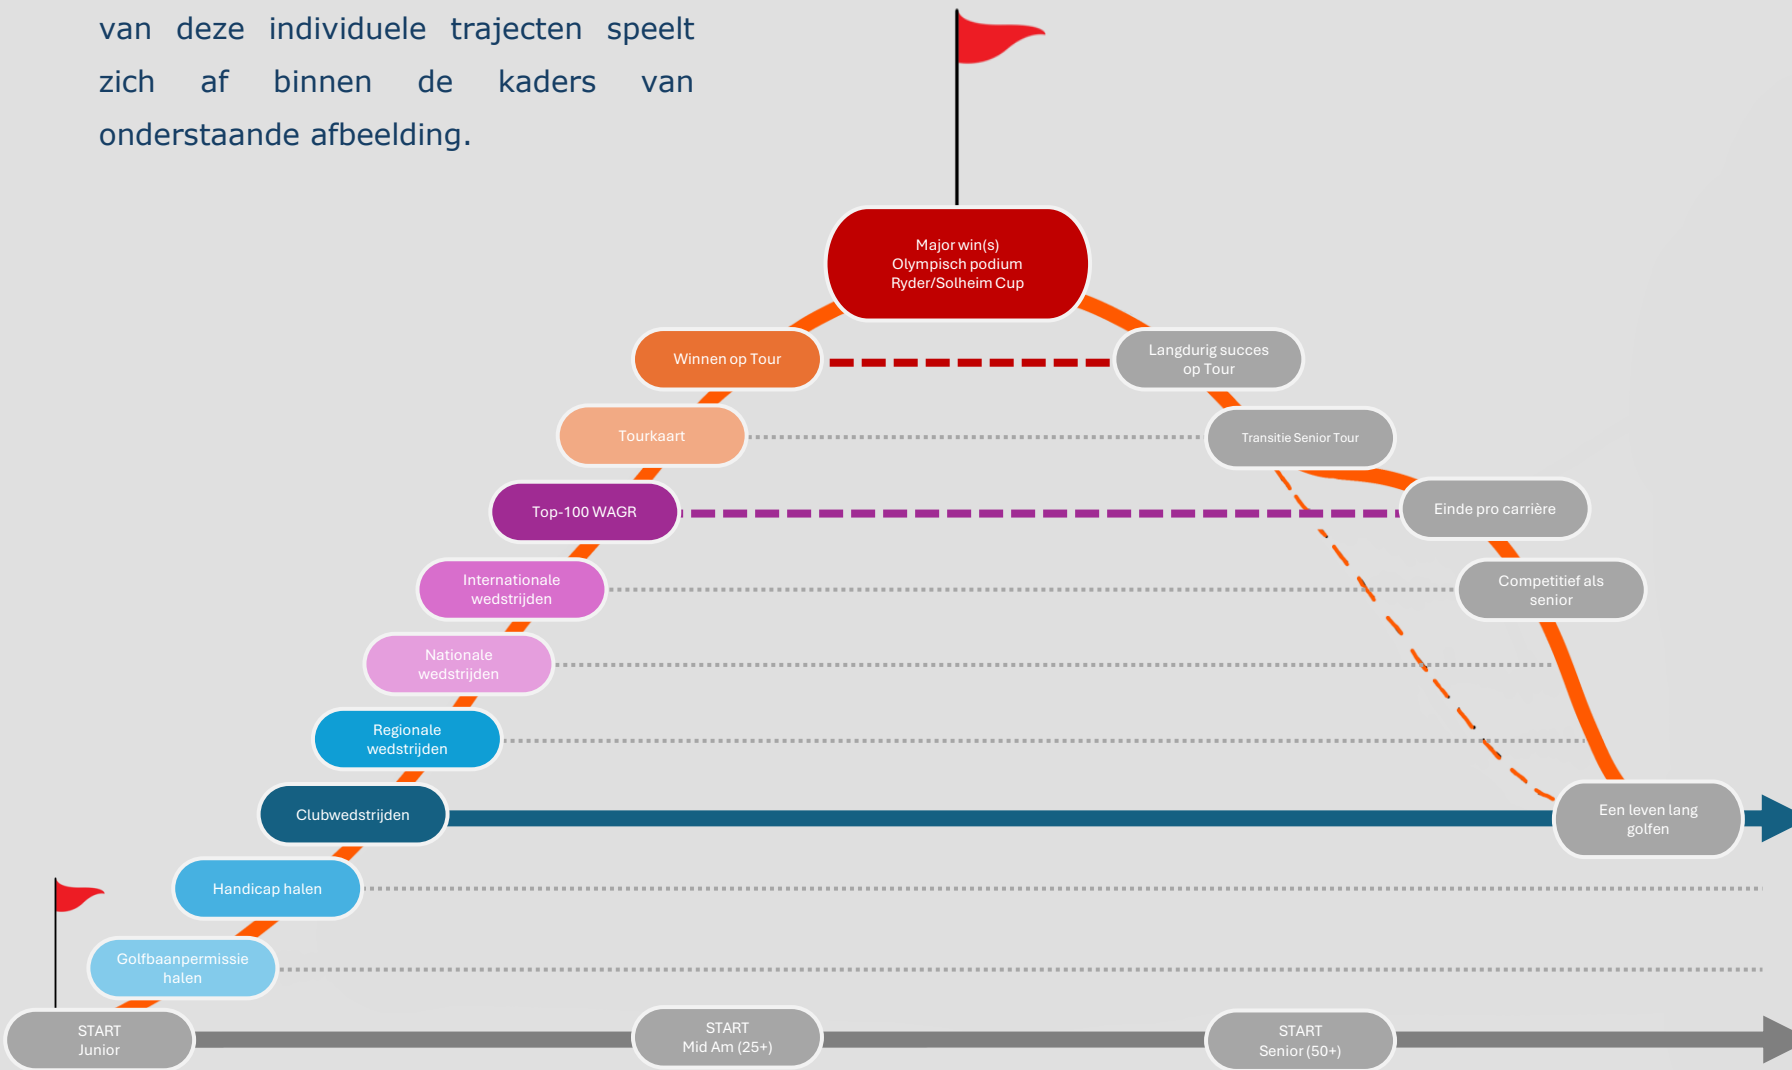 van deze individuele trajecten speelt
zich af binnen de kaders van
onderstaande afbeelding.
Major win(s)
Olympisch podium
Ryder/Solheim Cup
Winnen op Tour
Langdurig succes
op Tour
Tourkaart
Transitie Senior Tour
Top-100 WAGR
Einde pro carrière
Internationale
wedstrijden
Competitief als
senior
Nationale
wedstrijden
Regionale
wedstrijden
Clubwedstrijden
Een leven lang
golfen
Handicap halen
Golfbaanpermissie
halen
START
Junior
START
Mid Am (25+)
START
Senior (50+)